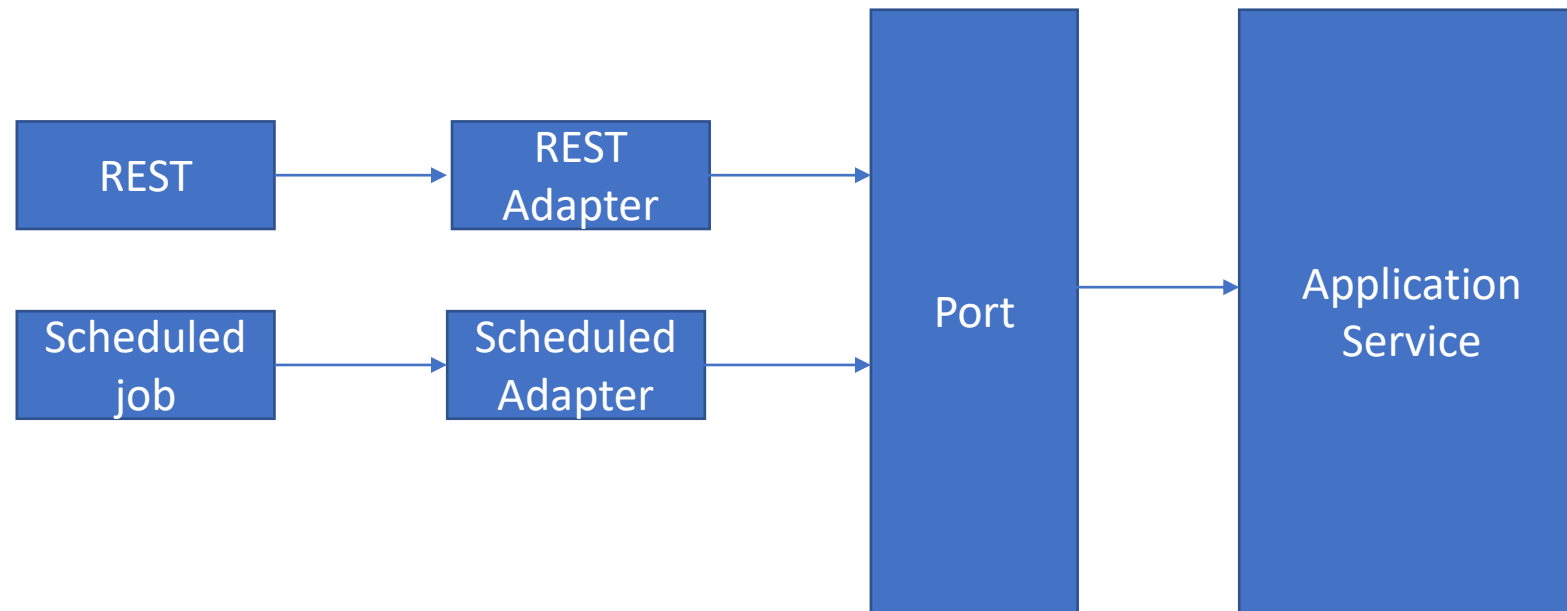 REST
REST
Adapter
Scheduled
job
Scheduled
Adapter
Port
Application
Service